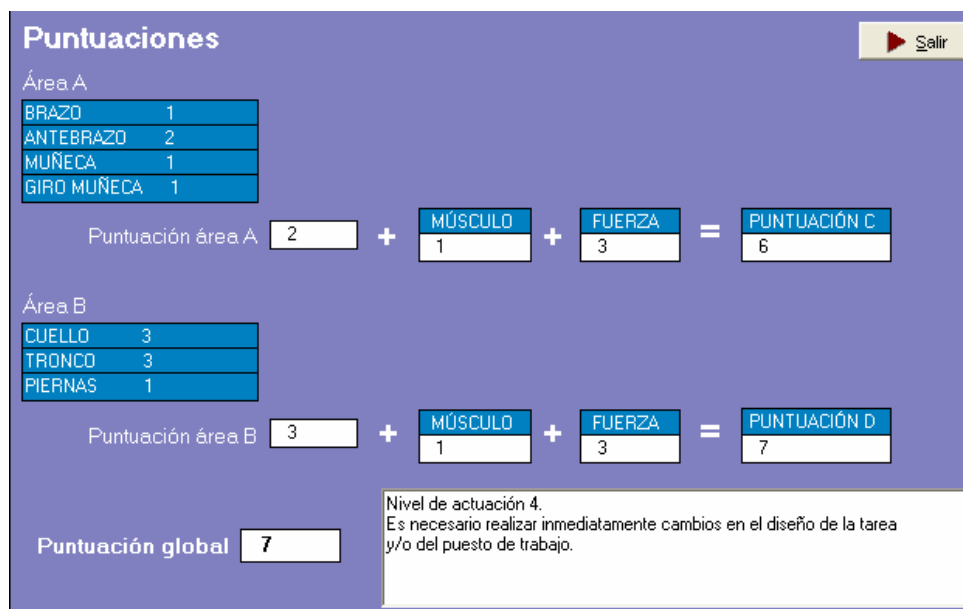 Puntuaciones
Salir
Área A
BRAZO 1
ANTEBRAZO 2
MUÑECA 1
GIRO MUÑECA 1
Puntuación área A 2 + MÚSCULO 1 + FUERZA 3 = PUNTUACIÓN C 6
Área B
CUELLO 3
TRONCO 3
PIERNAS 1
Puntuación área B 3 + MÚSCULO 1 + FUERZA 3 = PUNTUACIÓN D 7
Puntuación global 7
Nivel de actuación 4.
Es necesario realizar inmediatamente cambios en el diseño de la tarea
y/o del puesto de trabajo.